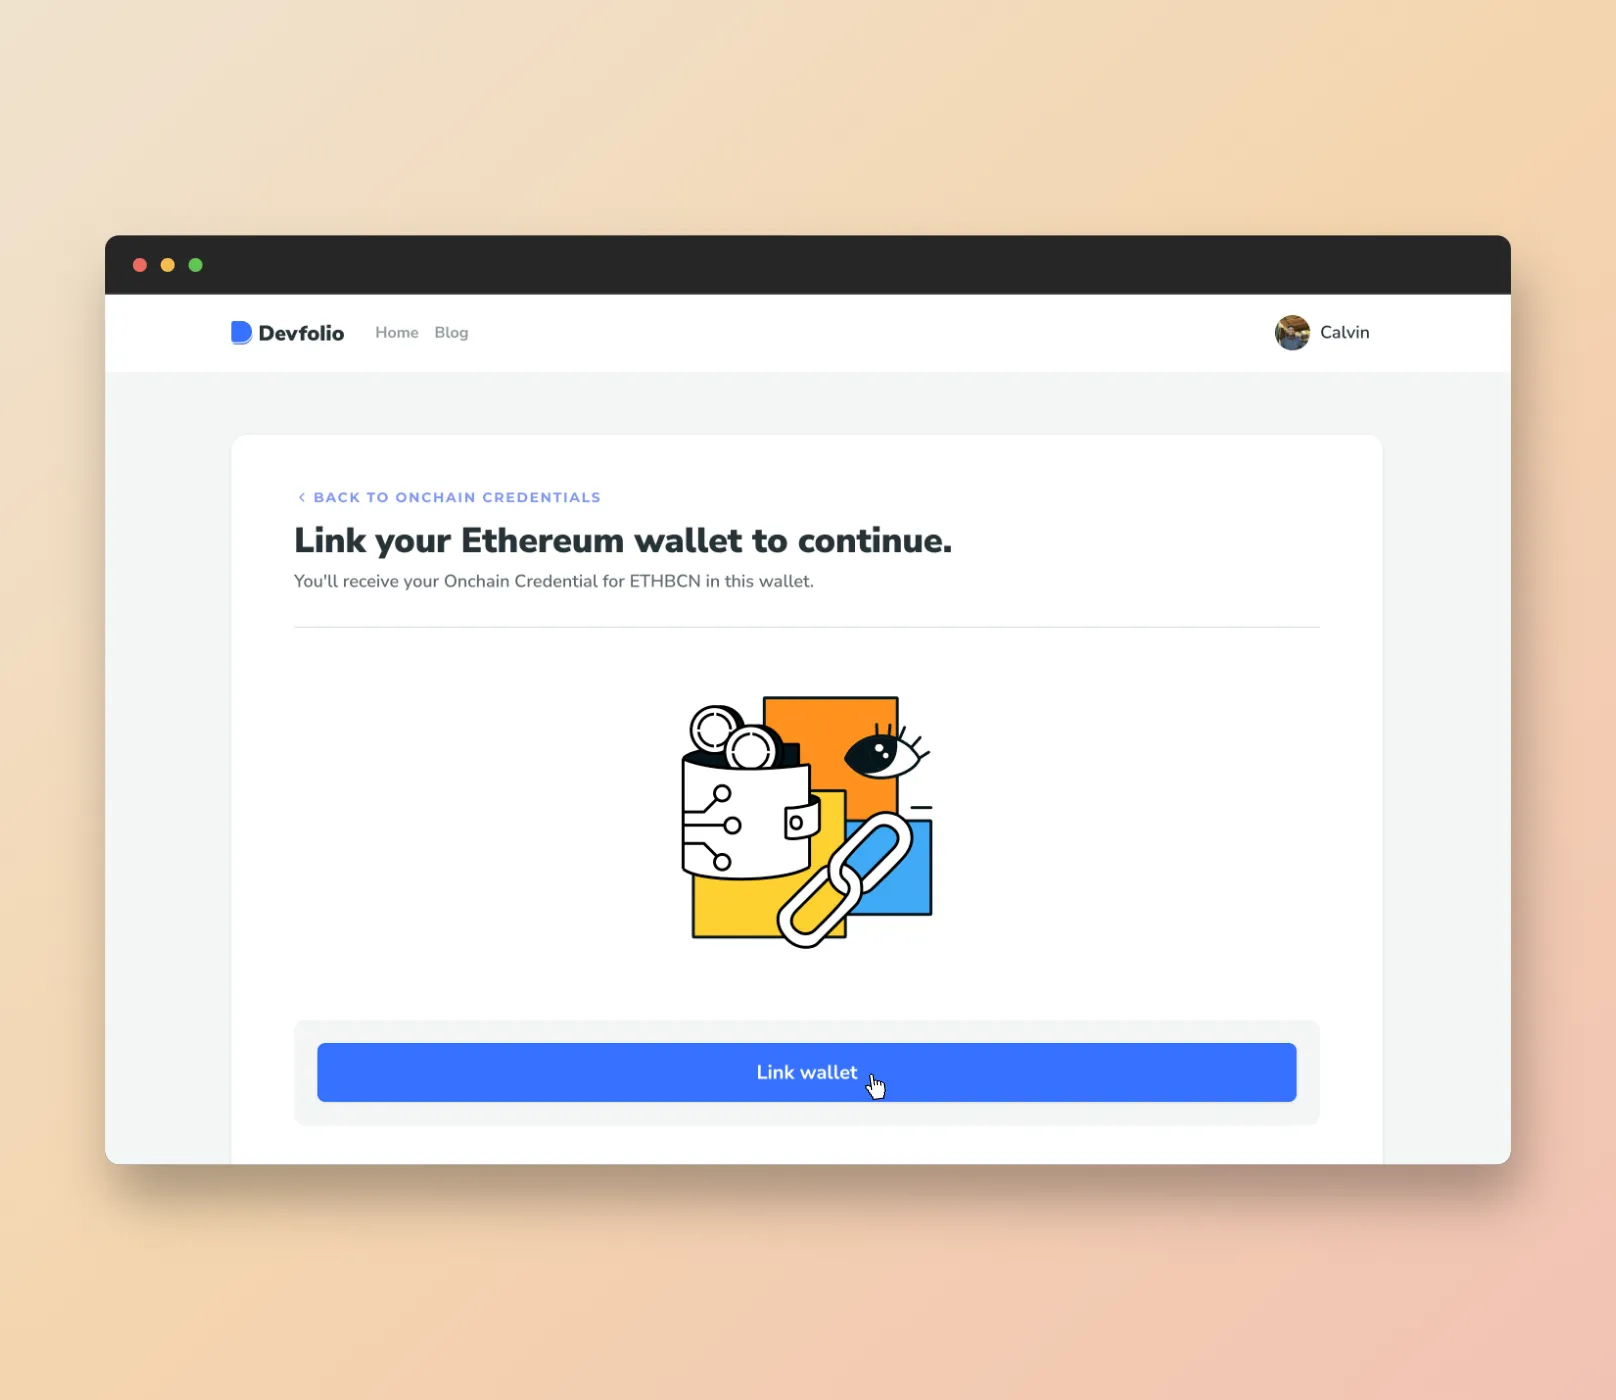 Devfolio
Home
Blog
Calvin
BACK TO ONCHAIN CREDENTIALS
Link your Ethereum wallet to continue.
You'll receive your Onchain Credential for ETHBCN in this wallet.
Link wallet